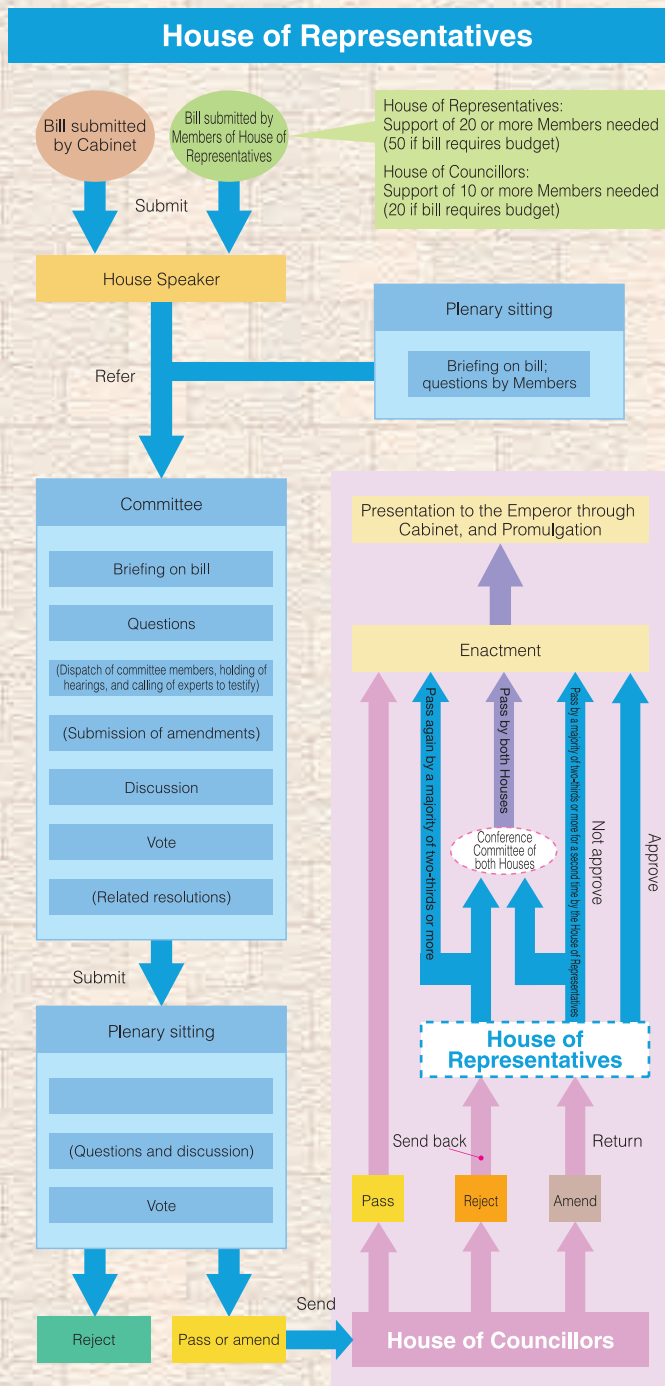 House of Representatives
Bill submitted
by Cabinet
Bill submitted by
Members of House of
Representatives
House of Representatives:
Support of 20 or more Members needed
(50 if bill requires budget)
House of Councillors:
Support of 10 or more Members needed
(20 if bill requires budget)
Submit
House Speaker
Plenary sitting
Briefing on bill;
questions by Members
Refer
Committee
Briefing on bill
Questions
(Dispatch of committee members, holding of
hearings, and calling of experts to testify)
(Submission of amendments)
Discussion
Vote
(Related resolutions)
Submit
Plenary sitting
(Questions and discussion)
Vote
Reject
Pass or amend
Send
Presentation to the Emperor through
Cabinet, and Promulgation
Enactment
Pass again by a majority of two-thirds or more
Pass by both Houses
Pass by a majority of two-thirds or more for a second time by the House of Representatives
Not approve
Approve
Conference
Committee of
both Houses
House of
Representatives
Send back
Return
Pass
Reject
Amend
House of Councillors